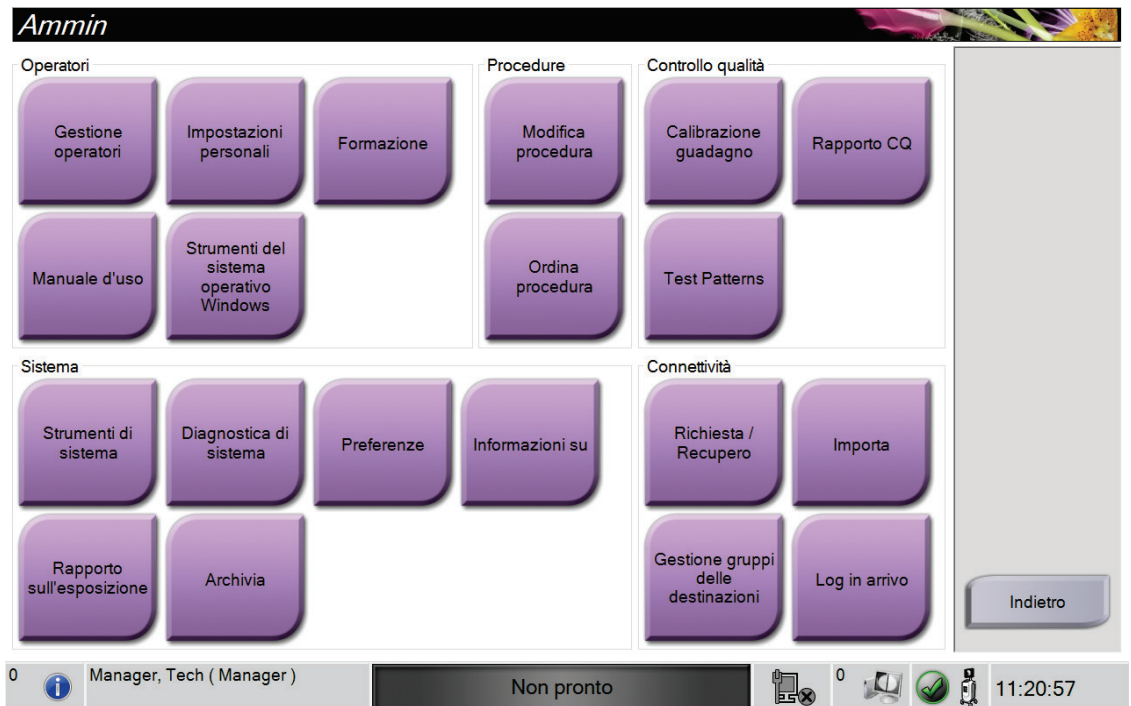 Ammin
Operatori
Gestione
operatori
Impostazioni
personali
Formazione
Manuale d'uso
Strumenti del
sistema
operativo
Windows
Procedure
Modifica
procedura
Ordina
procedura
Controllo qualità
Calibrazione
guadagno
Rapporto CQ
Test Patterns
Sistema
Strumenti di
sistema
Diagnostica di
sistema
Preferenze
Informazioni su
Rapporto
sull'esposizione
Archivia
Connettività
Richiesta /
Recupero
Importa
Gestione gruppi
delle
destinazioni
Log in arrivo
Indietro
0
Manager, Tech ( Manager )
Non pronto
0
11:20:57